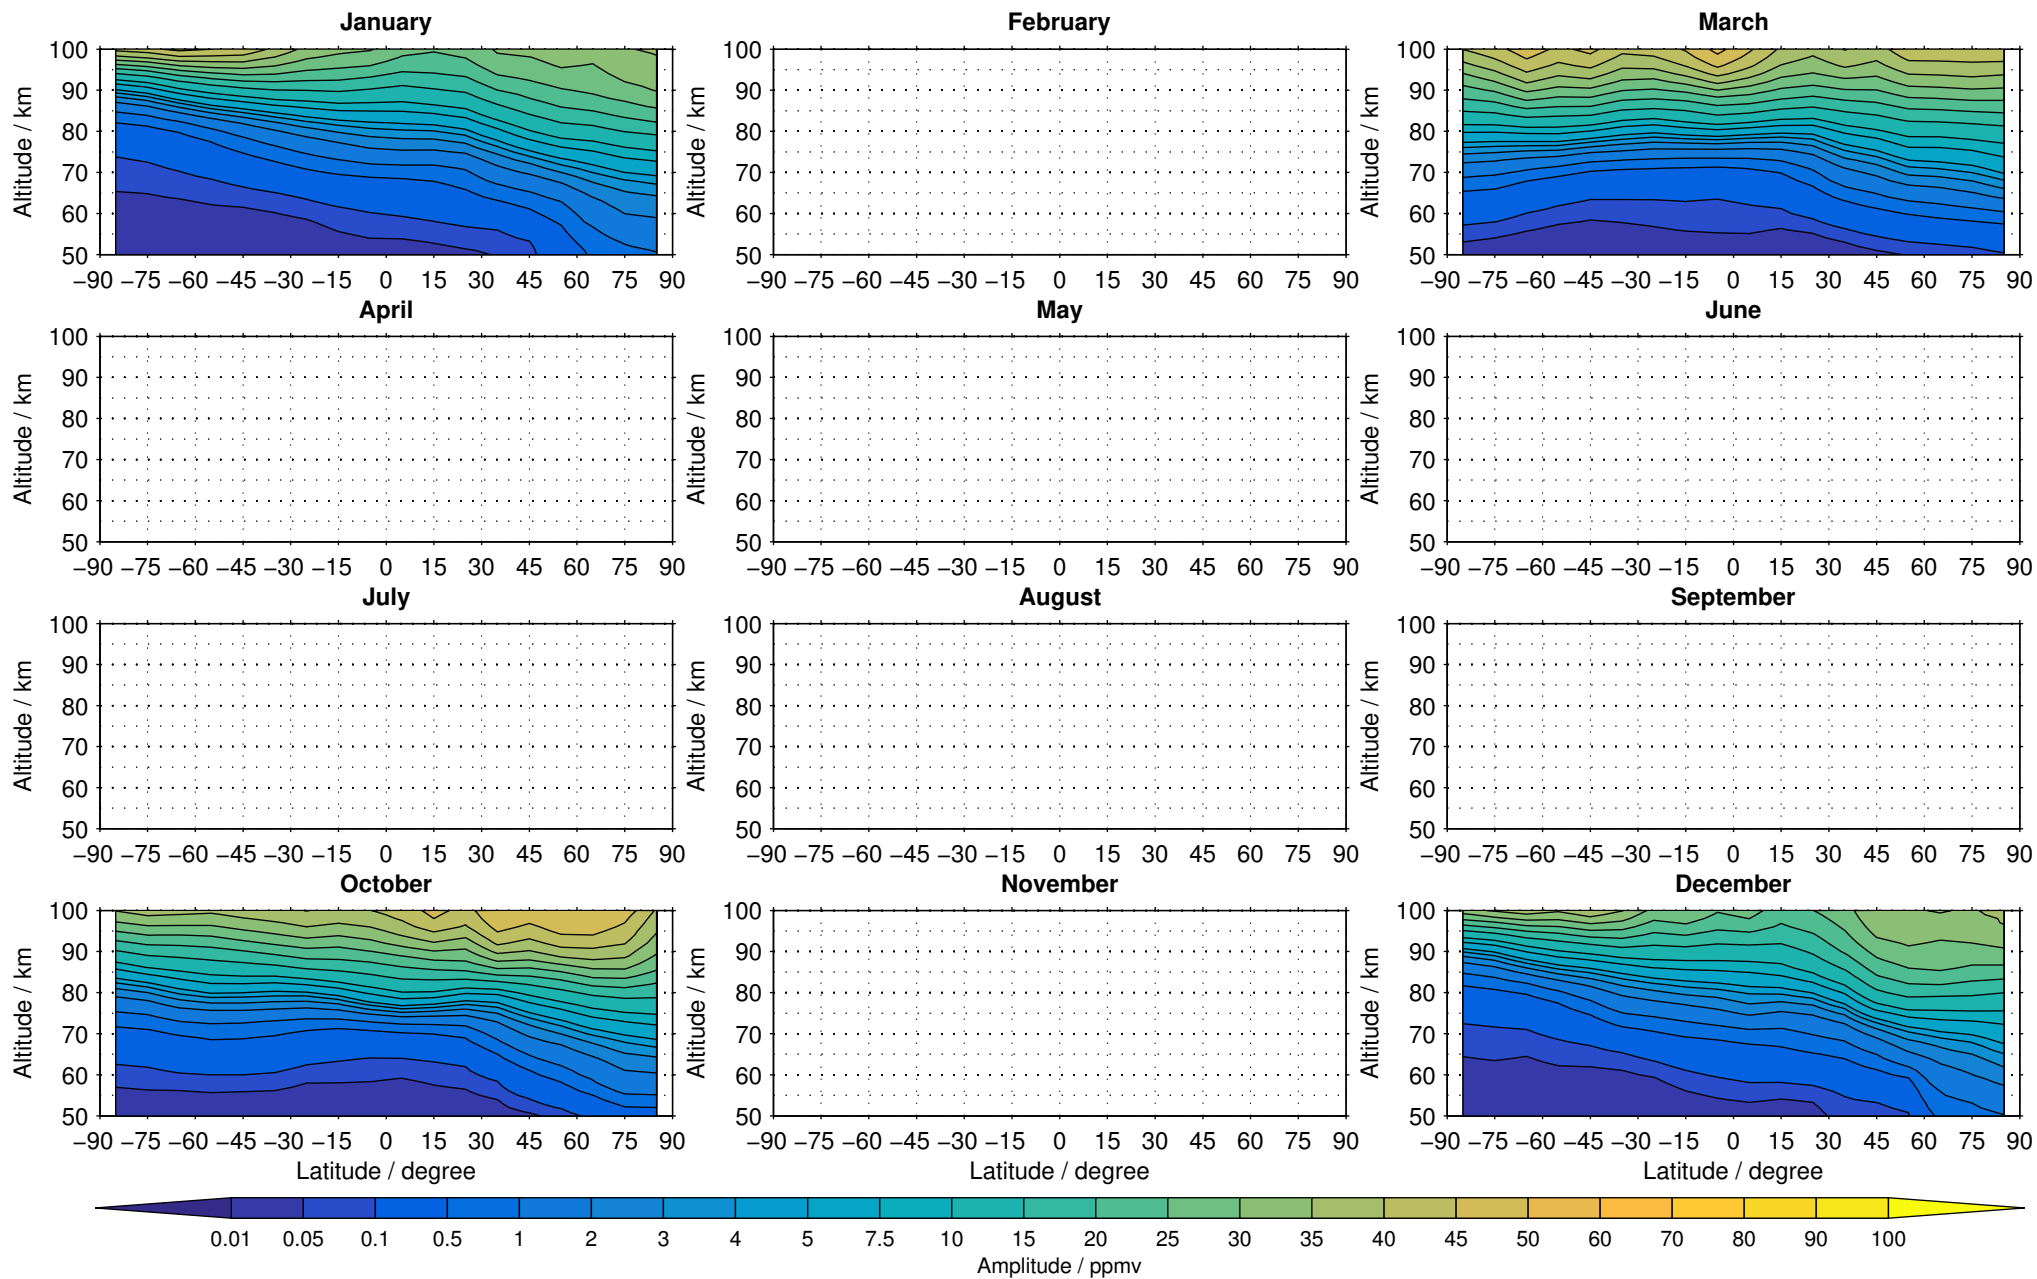 January February March
100 100 100
90 90 90
80 80 80
70 70 70
60 60 60
50 50 50
Altitude / km Altitude / km Altitude / km
−90 −75 −60 −45 −30 −15 0 15 30 45 60 75 90 −90 −75 −60 −45 −30 −15 0 15 30 45 60 75 90 −90 −75 −60 −45 −30 −15 0 15 30 45 60 75 90
April May June
100 100 100
90 90 90
80 80 80
70 70 70
60 60 60
50 50 50
Altitude / km Altitude / km Altitude / km
−90 −75 −60 −45 −30 −15 0 15 30 45 60 75 90 −90 −75 −60 −45 −30 −15 0 15 30 45 60 75 90 −90 −75 −60 −45 −30 −15 0 15 30 45 60 75 90
July August September
100 100 100
90 90 90
80 80 80
70 70 70
60 60 60
50 50 50
Altitude / km Altitude / km Altitude / km
−90 −75 −60 −45 −30 −15 0 15 30 45 60 75 90 −90 −75 −60 −45 −30 −15 0 15 30 45 60 75 90 −90 −75 −60 −45 −30 −15 0 15 30 45 60 75 90
October November December
100 100 100
90 90 90
80 80 80
70 70 70
60 60 60
50 50 50
Altitude / km Altitude / km Altitude / km
−90 −75 −60 −45 −30 −15 0 15 30 45 60 75 90 −90 −75 −60 −45 −30 −15 0 15 30 45 60 75 90 −90 −75 −60 −45 −30 −15 0 15 30 45 60 75 90
Latitude / degree Latitude / degree Latitude / degree
0.01 0.05 0.1 0.5 1 2 3 4 5 7.5 10 15 20 25 30 35 40 45 50 60 70 80 90 100
Amplitude / ppmv